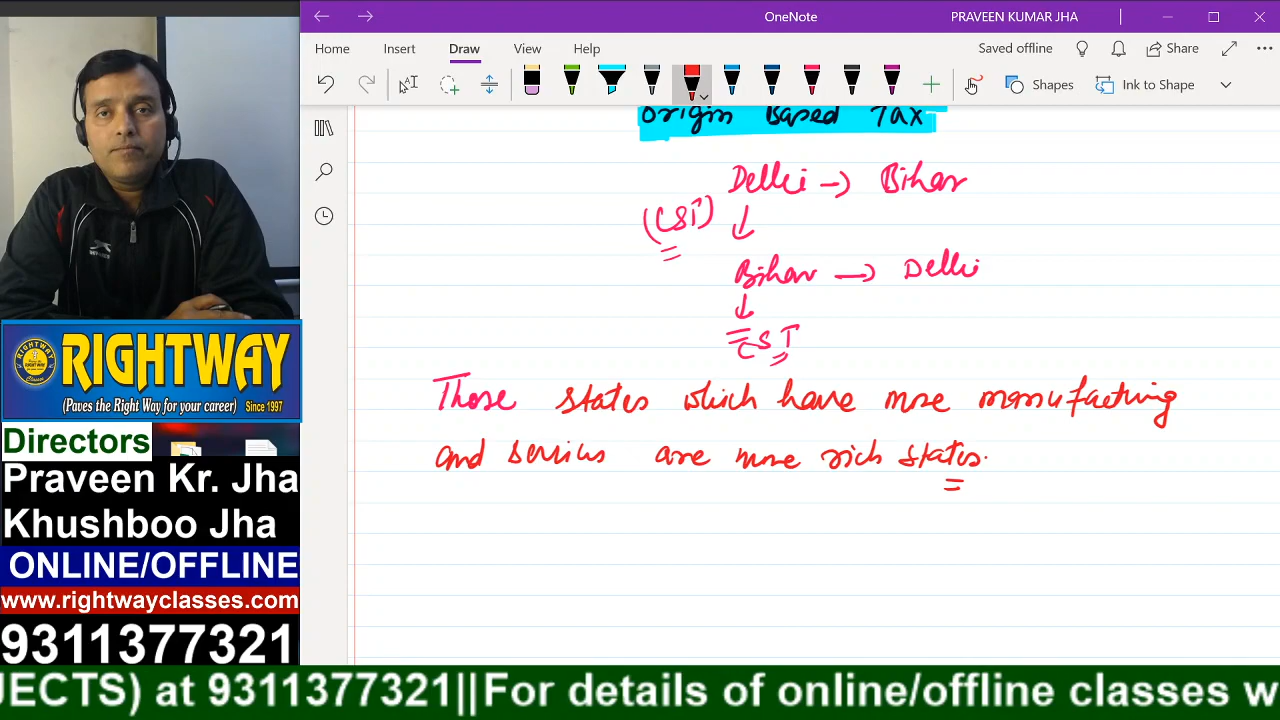 OneNote
PRAVEEN KUMAR JHA
Home Insert Draw View Help
Saved offline
Share
Shapes
Ink to Shape
Origin Based Tax
Delhi → Bihar
(CST) ↓
Bihar → Delhi
↓
CST
Those states which have more manufacturing
and services are more rich states.
RIGHTWAY
(Paves the Right Way for your career) Since 1997
Directors
Praveen Kr. Jha
Khushboo Jha
ONLINE/OFFLINE
www.rightwayclasses.com
9311377321
JECTS) at 9311377321||For details of online/offline classes w